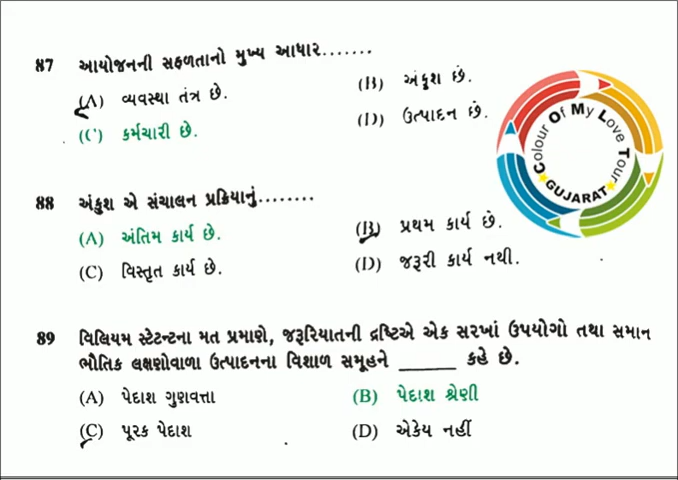 87 આયોજનની સફળતાનો મુખ્ય આધાર.......
(A) વ્યવસ્થા તંત્ર છે. (B) અંકુશ છે.
(C) કર્મચારી છે. (D) ઉત્પાદન છે.
Colour Of My Love Tour
GUJARAT
88 અંકુશ એ સંચાલન પ્રક્રિયાનું........
(A) અંતિમ કાર્ય છે. (B) પ્રથમ કાર્ય છે.
(C) વિસ્તૃત કાર્ય છે. (D) જરૂરી કાર્ય નથી.
89 વિલિયમ સ્ટેટન્ટના મત પ્રમાણે, જરૂરિયાતની દ્રષ્ટિએ એક સરખાં ઉપયોગો તથા સમાન
ભૌતિક લક્ષણોવાળા ઉત્પાદનના વિશાળ સમૂહને ______ કહે છે.
(A) પેદાશ ગુણવત્તા (B) પેદાશ શ્રેણી
(C) પૂરક પેદાશ (D) એકેય નહીં